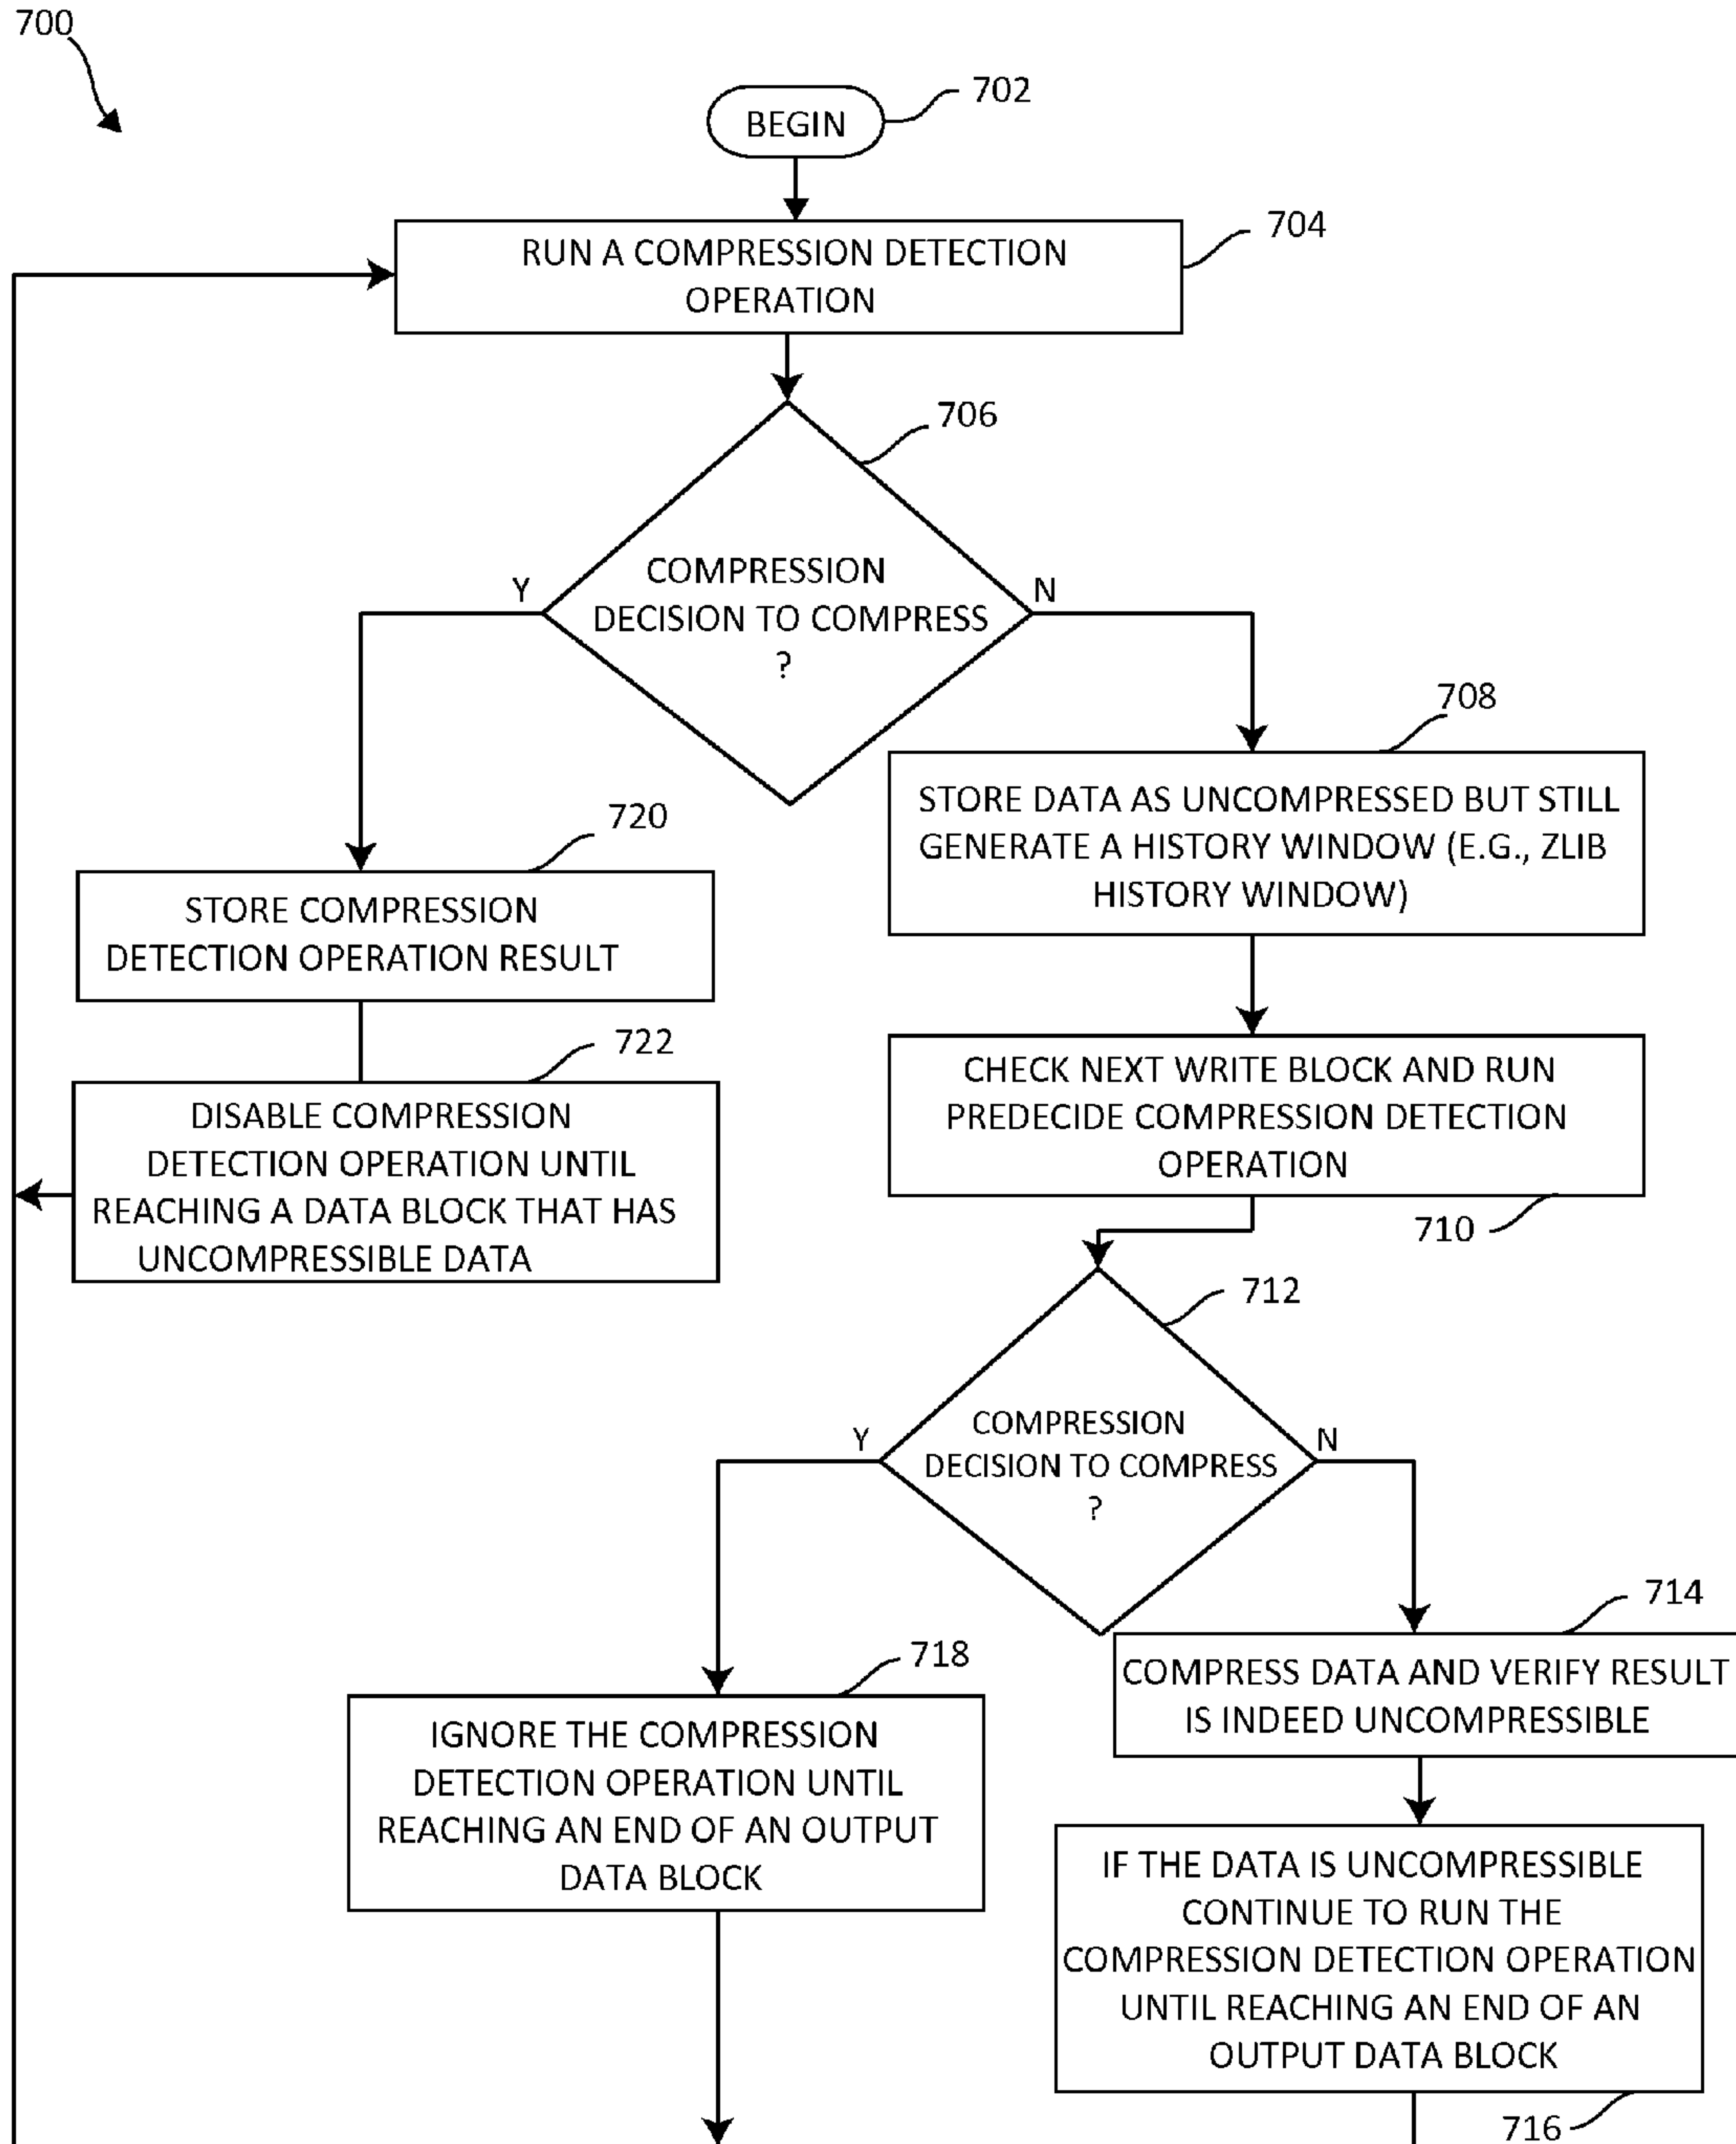 700
702
BEGIN
704
RUN A COMPRESSION DETECTION
OPERATION
706
COMPRESSION
DECISION TO COMPRESS
?
Y
N
708
STORE DATA AS UNCOMPRESSED BUT STILL
GENERATE A HISTORY WINDOW (E.G., ZLIB
HISTORY WINDOW)
720
STORE COMPRESSION
DETECTION OPERATION RESULT
722
DISABLE COMPRESSION
DETECTION OPERATION UNTIL
REACHING A DATA BLOCK THAT HAS
UNCOMPRESSIBLE DATA
CHECK NEXT WRITE BLOCK AND RUN
PREDECIDE COMPRESSION DETECTION
OPERATION
710
712
COMPRESSION
DECISION TO COMPRESS
?
Y
N
714
COMPRESS DATA AND VERIFY RESULT
IS INDEED UNCOMPRESSIBLE
718
IGNORE THE COMPRESSION
DETECTION OPERATION UNTIL
REACHING AN END OF AN OUTPUT
DATA BLOCK
IF THE DATA IS UNCOMPRESSIBLE
CONTINUE TO RUN THE
COMPRESSION DETECTION OPERATION
UNTIL REACHING AN END OF AN
OUTPUT DATA BLOCK
716